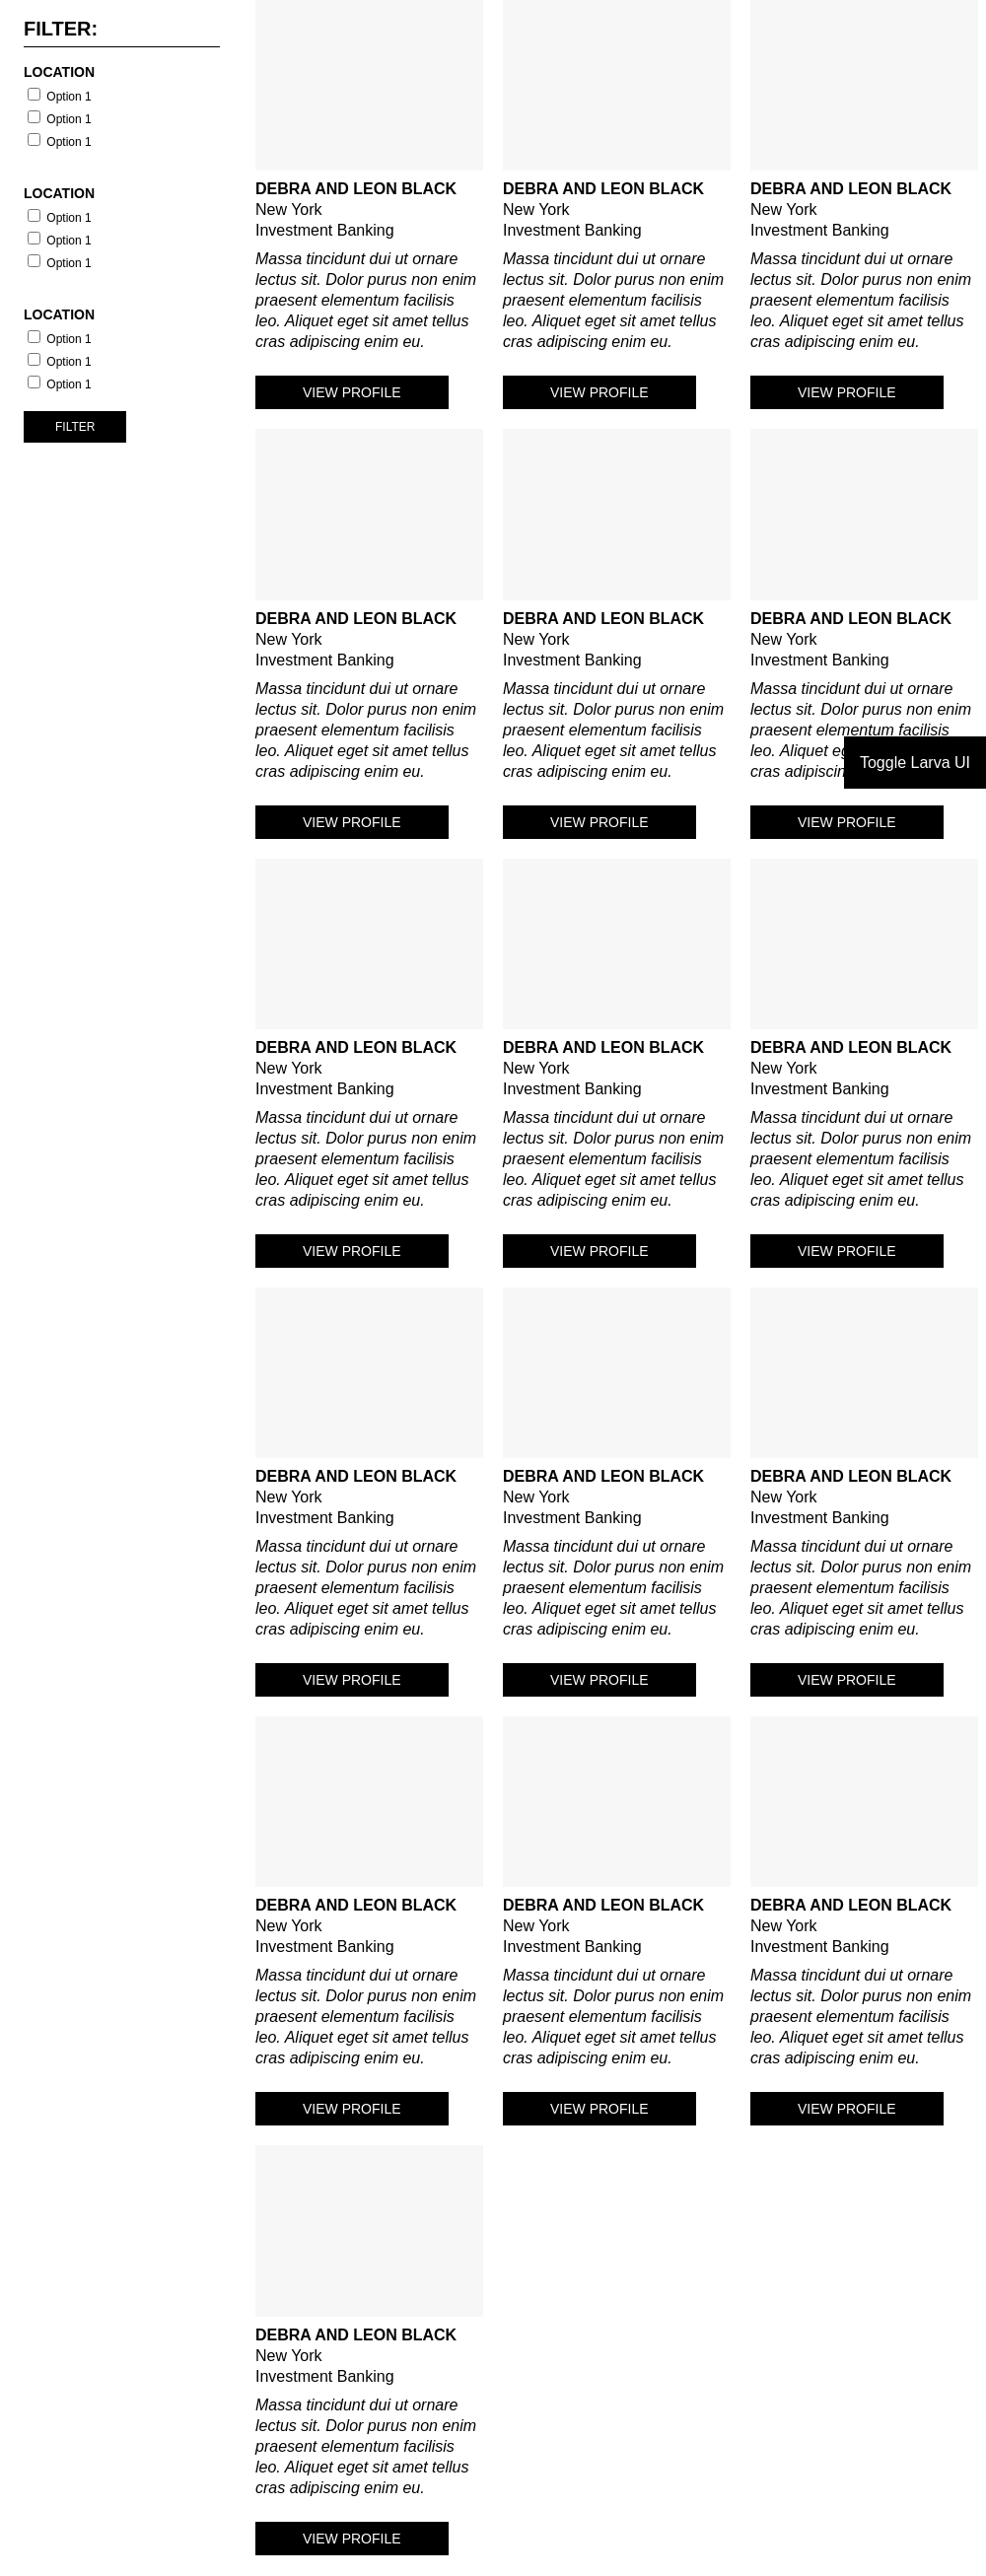 FILTER:
LOCATION
Option 1
Option 1
Option 1
LOCATION
Option 1
Option 1
Option 1
LOCATION
Option 1
Option 1
Option 1
FILTER
DEBRA AND LEON BLACK
New York
Investment Banking
Massa tincidunt dui ut ornare
lectus sit. Dolor purus non enim
praesent elementum facilisis
leo. Aliquet eget sit amet tellus
cras adipiscing enim eu.
VIEW PROFILE
DEBRA AND LEON BLACK
New York
Investment Banking
Massa tincidunt dui ut ornare
lectus sit. Dolor purus non enim
praesent elementum facilisis
leo. Aliquet eget sit amet tellus
cras adipiscing enim eu.
VIEW PROFILE
DEBRA AND LEON BLACK
New York
Investment Banking
Massa tincidunt dui ut ornare
lectus sit. Dolor purus non enim
praesent elementum facilisis
leo. Aliquet eget sit amet tellus
cras adipiscing enim eu.
VIEW PROFILE
DEBRA AND LEON BLACK
New York
Investment Banking
Massa tincidunt dui ut ornare
lectus sit. Dolor purus non enim
praesent elementum facilisis
leo. Aliquet eget sit amet tellus
cras adipiscing enim eu.
VIEW PROFILE
DEBRA AND LEON BLACK
New York
Investment Banking
Massa tincidunt dui ut ornare
lectus sit. Dolor purus non enim
praesent elementum facilisis
leo. Aliquet eget sit amet tellus
cras adipiscing enim eu.
VIEW PROFILE
DEBRA AND LEON BLACK
New York
Investment Banking
Massa tincidunt dui ut ornare
lectus sit. Dolor purus non enim
praesent elementum facilisis
leo. Aliquet
cras
Toggle Larva UI
VIEW PROFILE
DEBRA AND LEON BLACK
New York
Investment Banking
Massa tincidunt dui ut ornare
lectus sit. Dolor purus non enim
praesent elementum facilisis
leo. Aliquet eget sit amet tellus
cras adipiscing enim eu.
VIEW PROFILE
DEBRA AND LEON BLACK
New York
Investment Banking
Massa tincidunt dui ut ornare
lectus sit. Dolor purus non enim
praesent elementum facilisis
leo. Aliquet eget sit amet tellus
cras adipiscing enim eu.
VIEW PROFILE
DEBRA AND LEON BLACK
New York
Investment Banking
Massa tincidunt dui ut ornare
lectus sit. Dolor purus non enim
praesent elementum facilisis
leo. Aliquet eget sit amet tellus
cras adipiscing enim eu.
VIEW PROFILE
DEBRA AND LEON BLACK
New York
Investment Banking
Massa tincidunt dui ut ornare
lectus sit. Dolor purus non enim
praesent elementum facilisis
leo. Aliquet eget sit amet tellus
cras adipiscing enim eu.
VIEW PROFILE
DEBRA AND LEON BLACK
New York
Investment Banking
Massa tincidunt dui ut ornare
lectus sit. Dolor purus non enim
praesent elementum facilisis
leo. Aliquet eget sit amet tellus
cras adipiscing enim eu.
VIEW PROFILE
DEBRA AND LEON BLACK
New York
Investment Banking
Massa tincidunt dui ut ornare
lectus sit. Dolor purus non enim
praesent elementum facilisis
leo. Aliquet eget sit amet tellus
cras adipiscing enim eu.
VIEW PROFILE
DEBRA AND LEON BLACK
New York
Investment Banking
Massa tincidunt dui ut ornare
lectus sit. Dolor purus non enim
praesent elementum facilisis
leo. Aliquet eget sit amet tellus
cras adipiscing enim eu.
VIEW PROFILE
DEBRA AND LEON BLACK
New York
Investment Banking
Massa tincidunt dui ut ornare
lectus sit. Dolor purus non enim
praesent elementum facilisis
leo. Aliquet eget sit amet tellus
cras adipiscing enim eu.
VIEW PROFILE
DEBRA AND LEON BLACK
New York
Investment Banking
Massa tincidunt dui ut ornare
lectus sit. Dolor purus non enim
praesent elementum facilisis
leo. Aliquet eget sit amet tellus
cras adipiscing enim eu.
VIEW PROFILE
DEBRA AND LEON BLACK
New York
Investment Banking
Massa tincidunt dui ut ornare
lectus sit. Dolor purus non enim
praesent elementum facilisis
leo. Aliquet eget sit amet tellus
cras adipiscing enim eu.
VIEW PROFILE